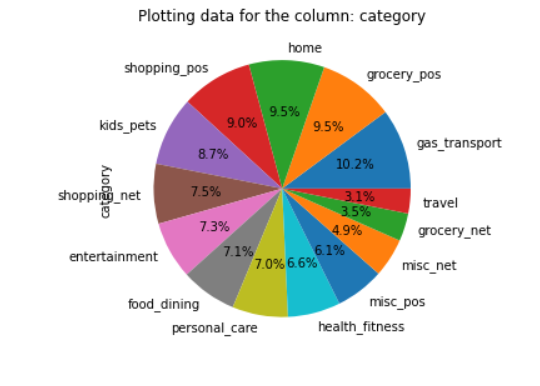 Plotting data for the column: category
home
shopping_pos
grocery_pos
9.5%
9.0%
9.5%
kids_pets
gas_transport
8.7%
10.2%
category
shopping_net
7.5%
3.1%
travel
3.5%
grocery_net
7.3%
4.9%
7.1%
7.0%
6.6%
6.1%
entertainment
misc_net
food_dining
misc_pos
personal_care
health_fitness